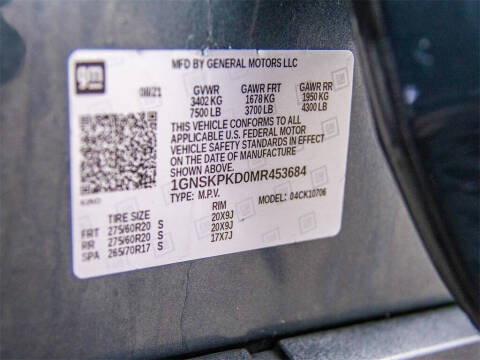 gm
MFD BY GENERAL MOTORS LLC
08/21 GVWR GAWR FRT GAWR RR
3402 KG 1678 KG 1950 KG
7500 LB 3700 LB 4300 LB
THIS VEHICLE CONFORMS TO ALL
APPLICABLE U.S. FEDERAL MOTOR
VEHICLE SAFETY STANDARDS IN EFFECT
ON THE DATE OF MANUFACTURE
1GNSKPKD0MR453684
TYPE: M.P.V. MODEL: 04CK10706
TIRE SIZE RIM
FRT 275/60R20 S 20X9J
RR 275/60R20 S 20X9J
SPA 265/70R17 S 17X7J